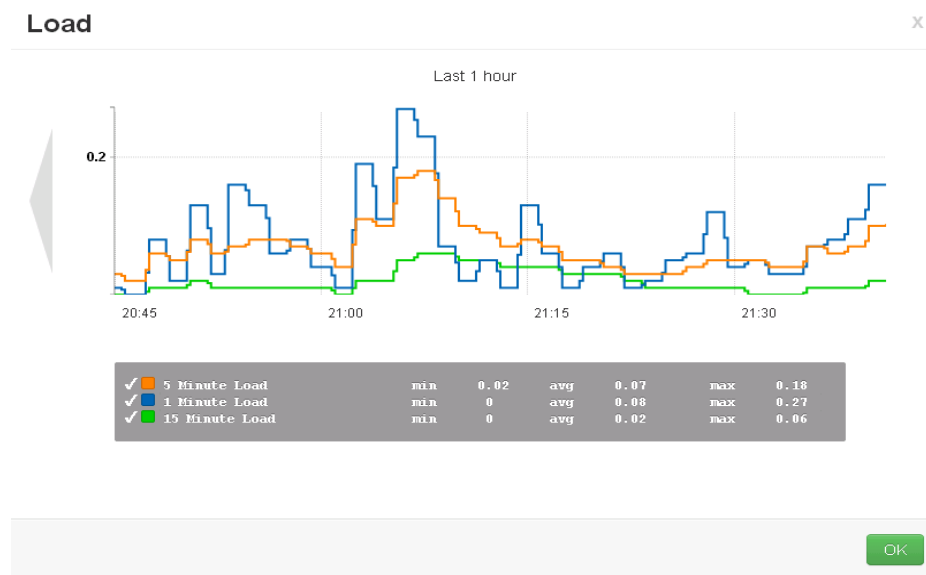 Load x
Last 1 hour
0.2
20:45 21:00 21:15 21:30
5 Minute Load min 0.02 avg 0.07 max 0.18
1 Minute Load min 0 avg 0.08 max 0.27
15 Minute Load min 0 avg 0.02 max 0.06
OK